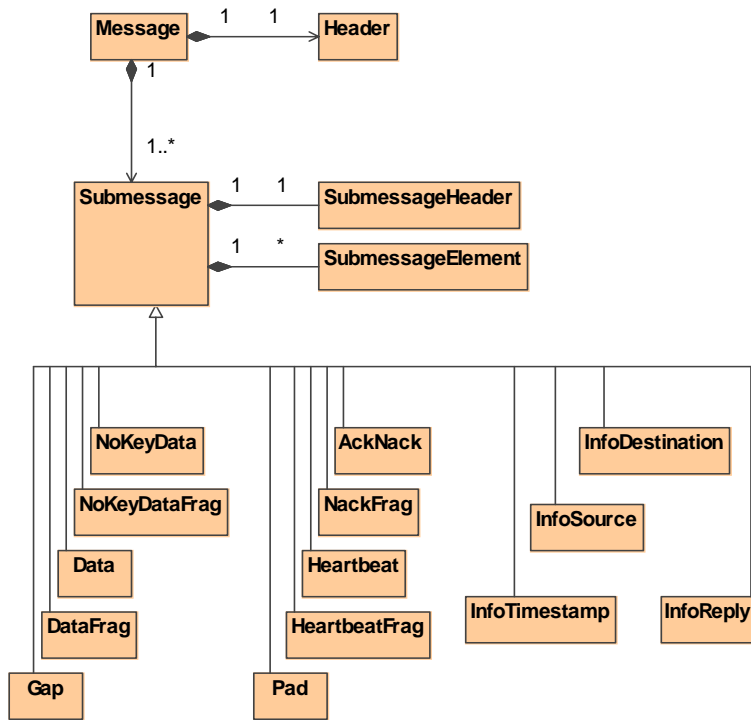 Message
1
1
Header
1
1..*
Submessage
1
1
SubmessageHeader
1
*
SubmessageElement
NoKeyData
AckNack
InfoDestination
NoKeyDataFrag
NackFrag
InfoSource
Data
Heartbeat
DataFrag
HeartbeatFrag
InfoTimestamp
InfoReply
Gap
Pad